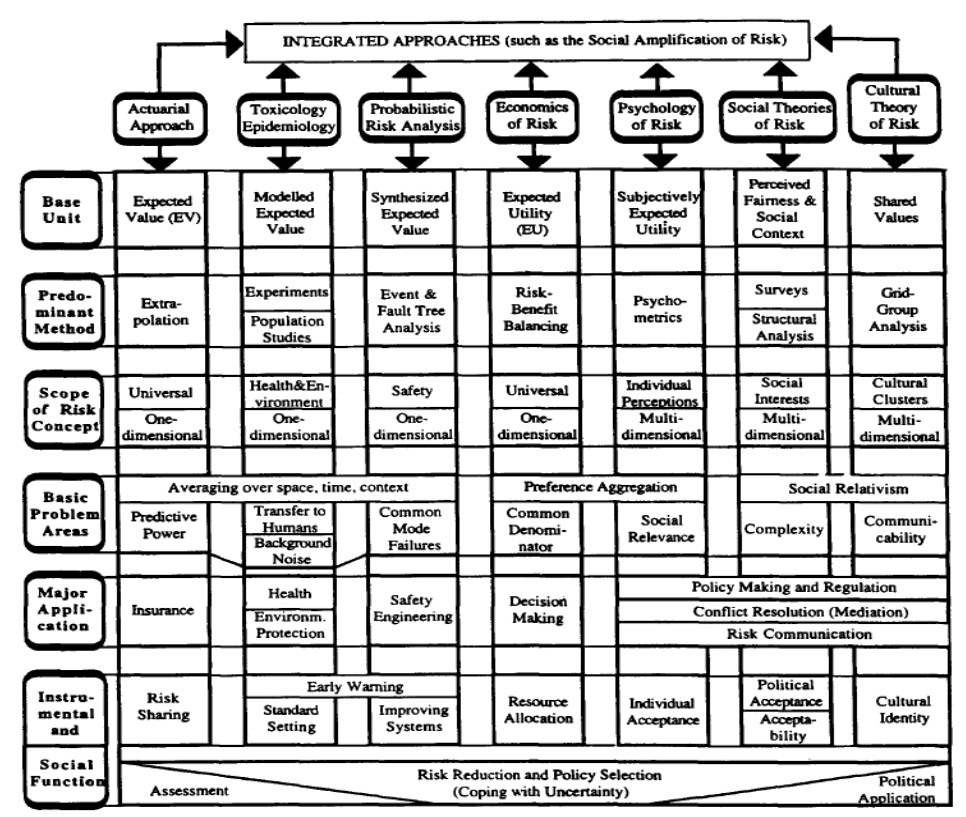 INTEGRATED APPROACHES (such as the Social Amplification of Risk)
Actuarial
Approach
Toxicology
Epidemiology
Probabilistic
Risk Analysis
Economics
of Risk
Psychology
of Risk
Social Theories
of Risk
Cultural
Theory
of Risk
Base
Unit
Expected
Value (EV)
Modelled
Expected
Value
Synthesized
Expected
Value
Expected
Utility
(EU)
Subjectively
Expected
Utility
Perceived
Fairness &
Social
Context
Shared
Values
Predo-
minant
Method
Extra-
polation
Experiments
Population
Studies
Event &
Fault Tree
Analysis
Risk-
Benefit
Balancing
Psycho-
metrics
Surveys
Structural
Analysis
Grid-
Group
Analysis
Scope
of Risk
Concept
Universal
One-
dimensional
Health&En-
vironment
One-
dimensional
Safety
One-
dimensional
Universal
One-
dimensional
Individual
Perceptions
Multi-
dimensional
Social
Interests
Multi-
dimensional
Cultural
Clusters
Multi-
dimensional
Basic
Problem
Areas
Averaging over space, time, context
Preference Aggregation
Social Relativism
Predictive
Power
Transfer to
Humans
Background
Noise
Common
Mode
Failures
Common
Denomi-
nator
Social
Relevance
Complexity
Communi-
cability
Major
Appli-
cation
Insurance
Health
Environm.
Protection
Safety
Engineering
Decision
Making
Policy Making and Regulation
Conflict Resolution (Mediation)
Risk Communication
Instru-
mental
and
Risk
Sharing
Early Warning
Standard
Setting
Improving
Systems
Resource
Allocation
Individual
Acceptance
Political
Acceptance
Accepta-
bility
Cultural
Identity
Social
Function
Assessment
Risk Reduction and Policy Selection
(Coping with Uncertainty)
Political
Application